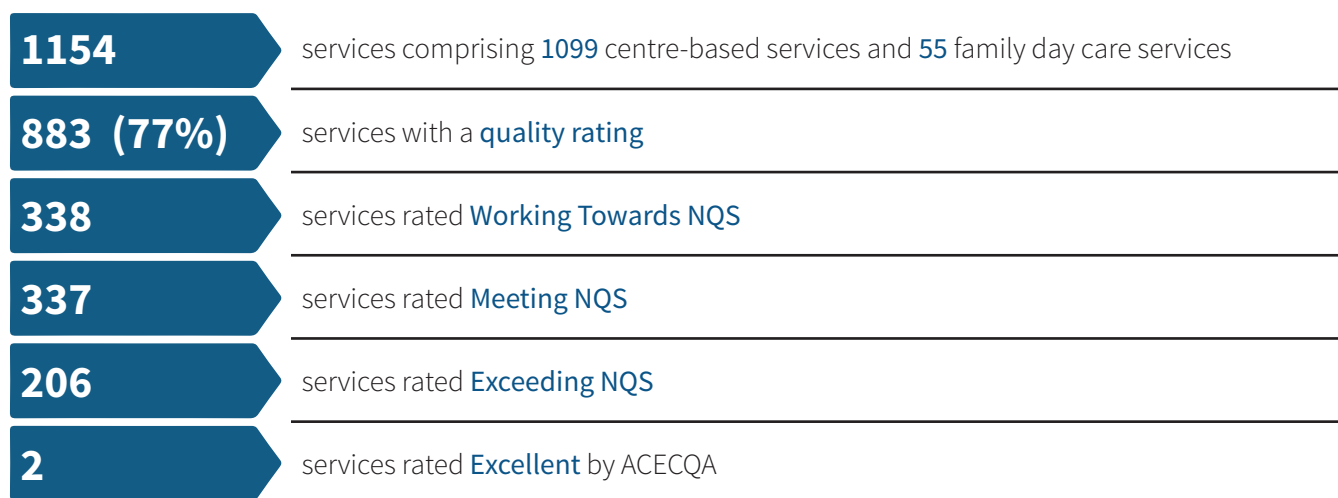 1154 services comprising 1099 centre-based services and 55 family day care services
883 (77%) services with a quality rating
338 services rated Working Towards NQS
337 services rated Meeting NQS
206 services rated Exceeding NQS
2 services rated Excellent by ACECQA